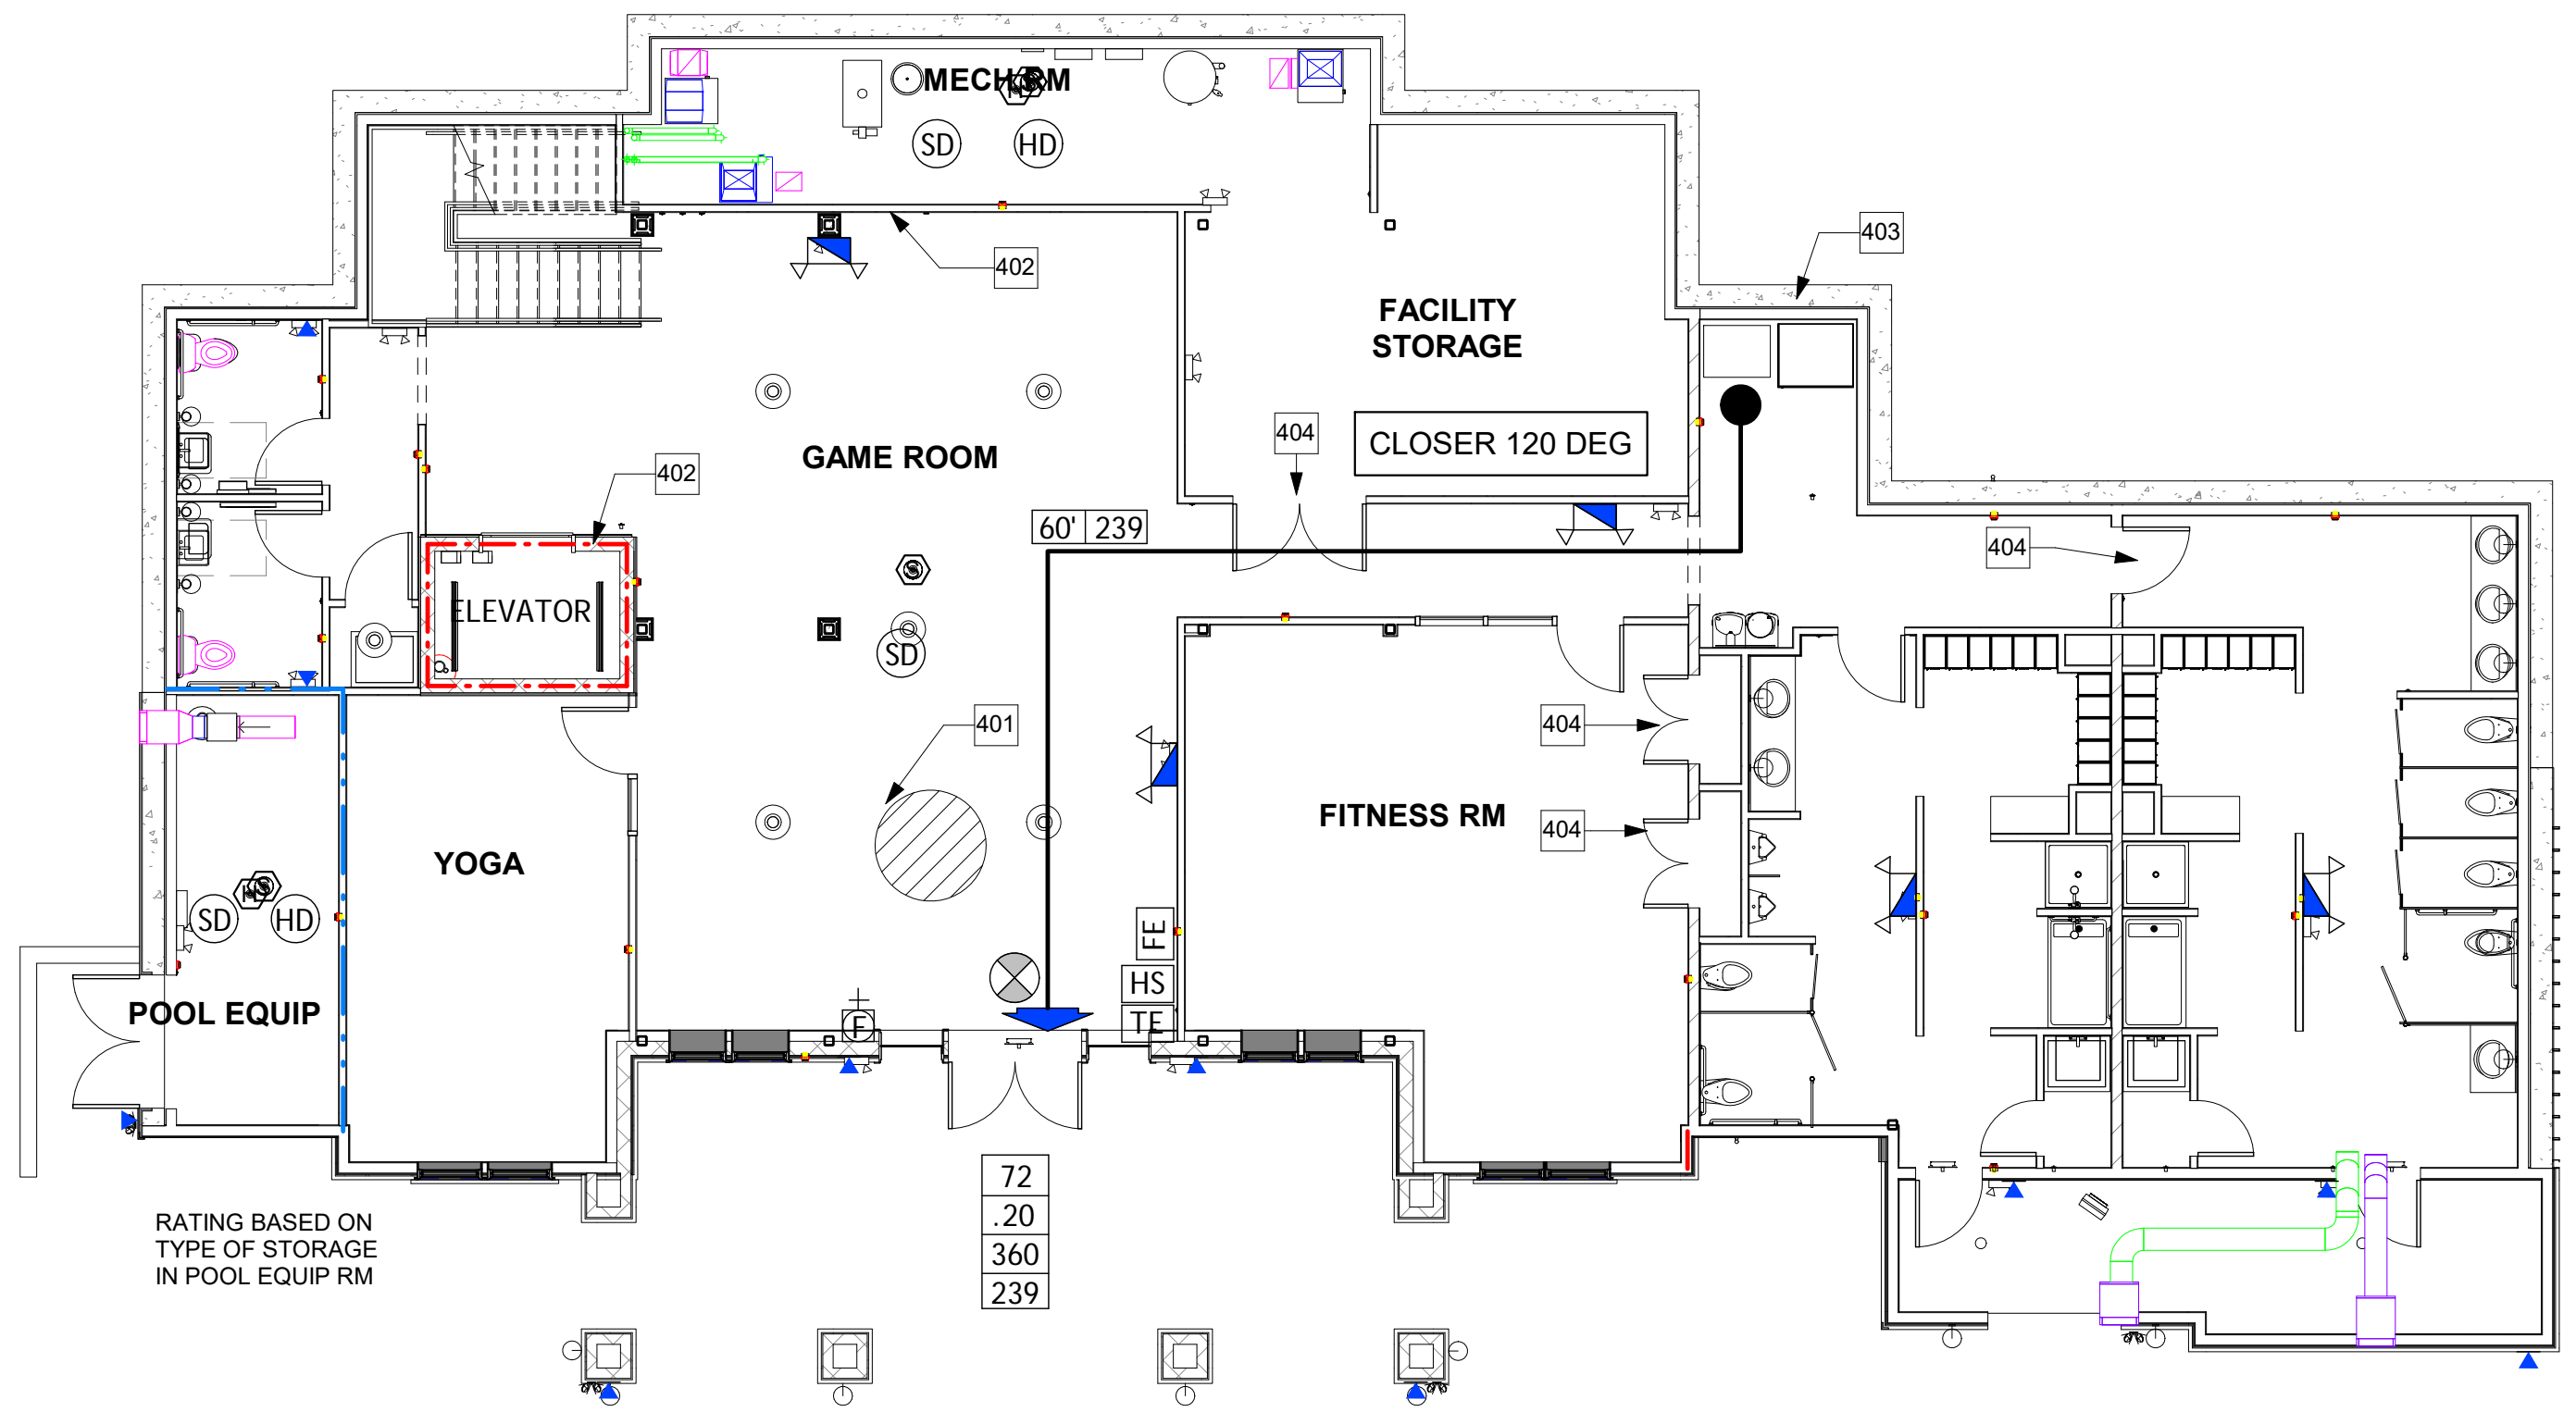 MECH RM
SD
HD
403
402
FACILITY
STORAGE
404
CLOSER 120 DEG
GAME ROOM
402
60' 239
404
ELEVATOR
SD
401
404
404
FITNESS RM
YOGA
SD
HD
FE
HS
TE
F
POOL EQUIP
72
.20
360
239
RATING BASED ON
TYPE OF STORAGE
IN POOL EQUIP RM